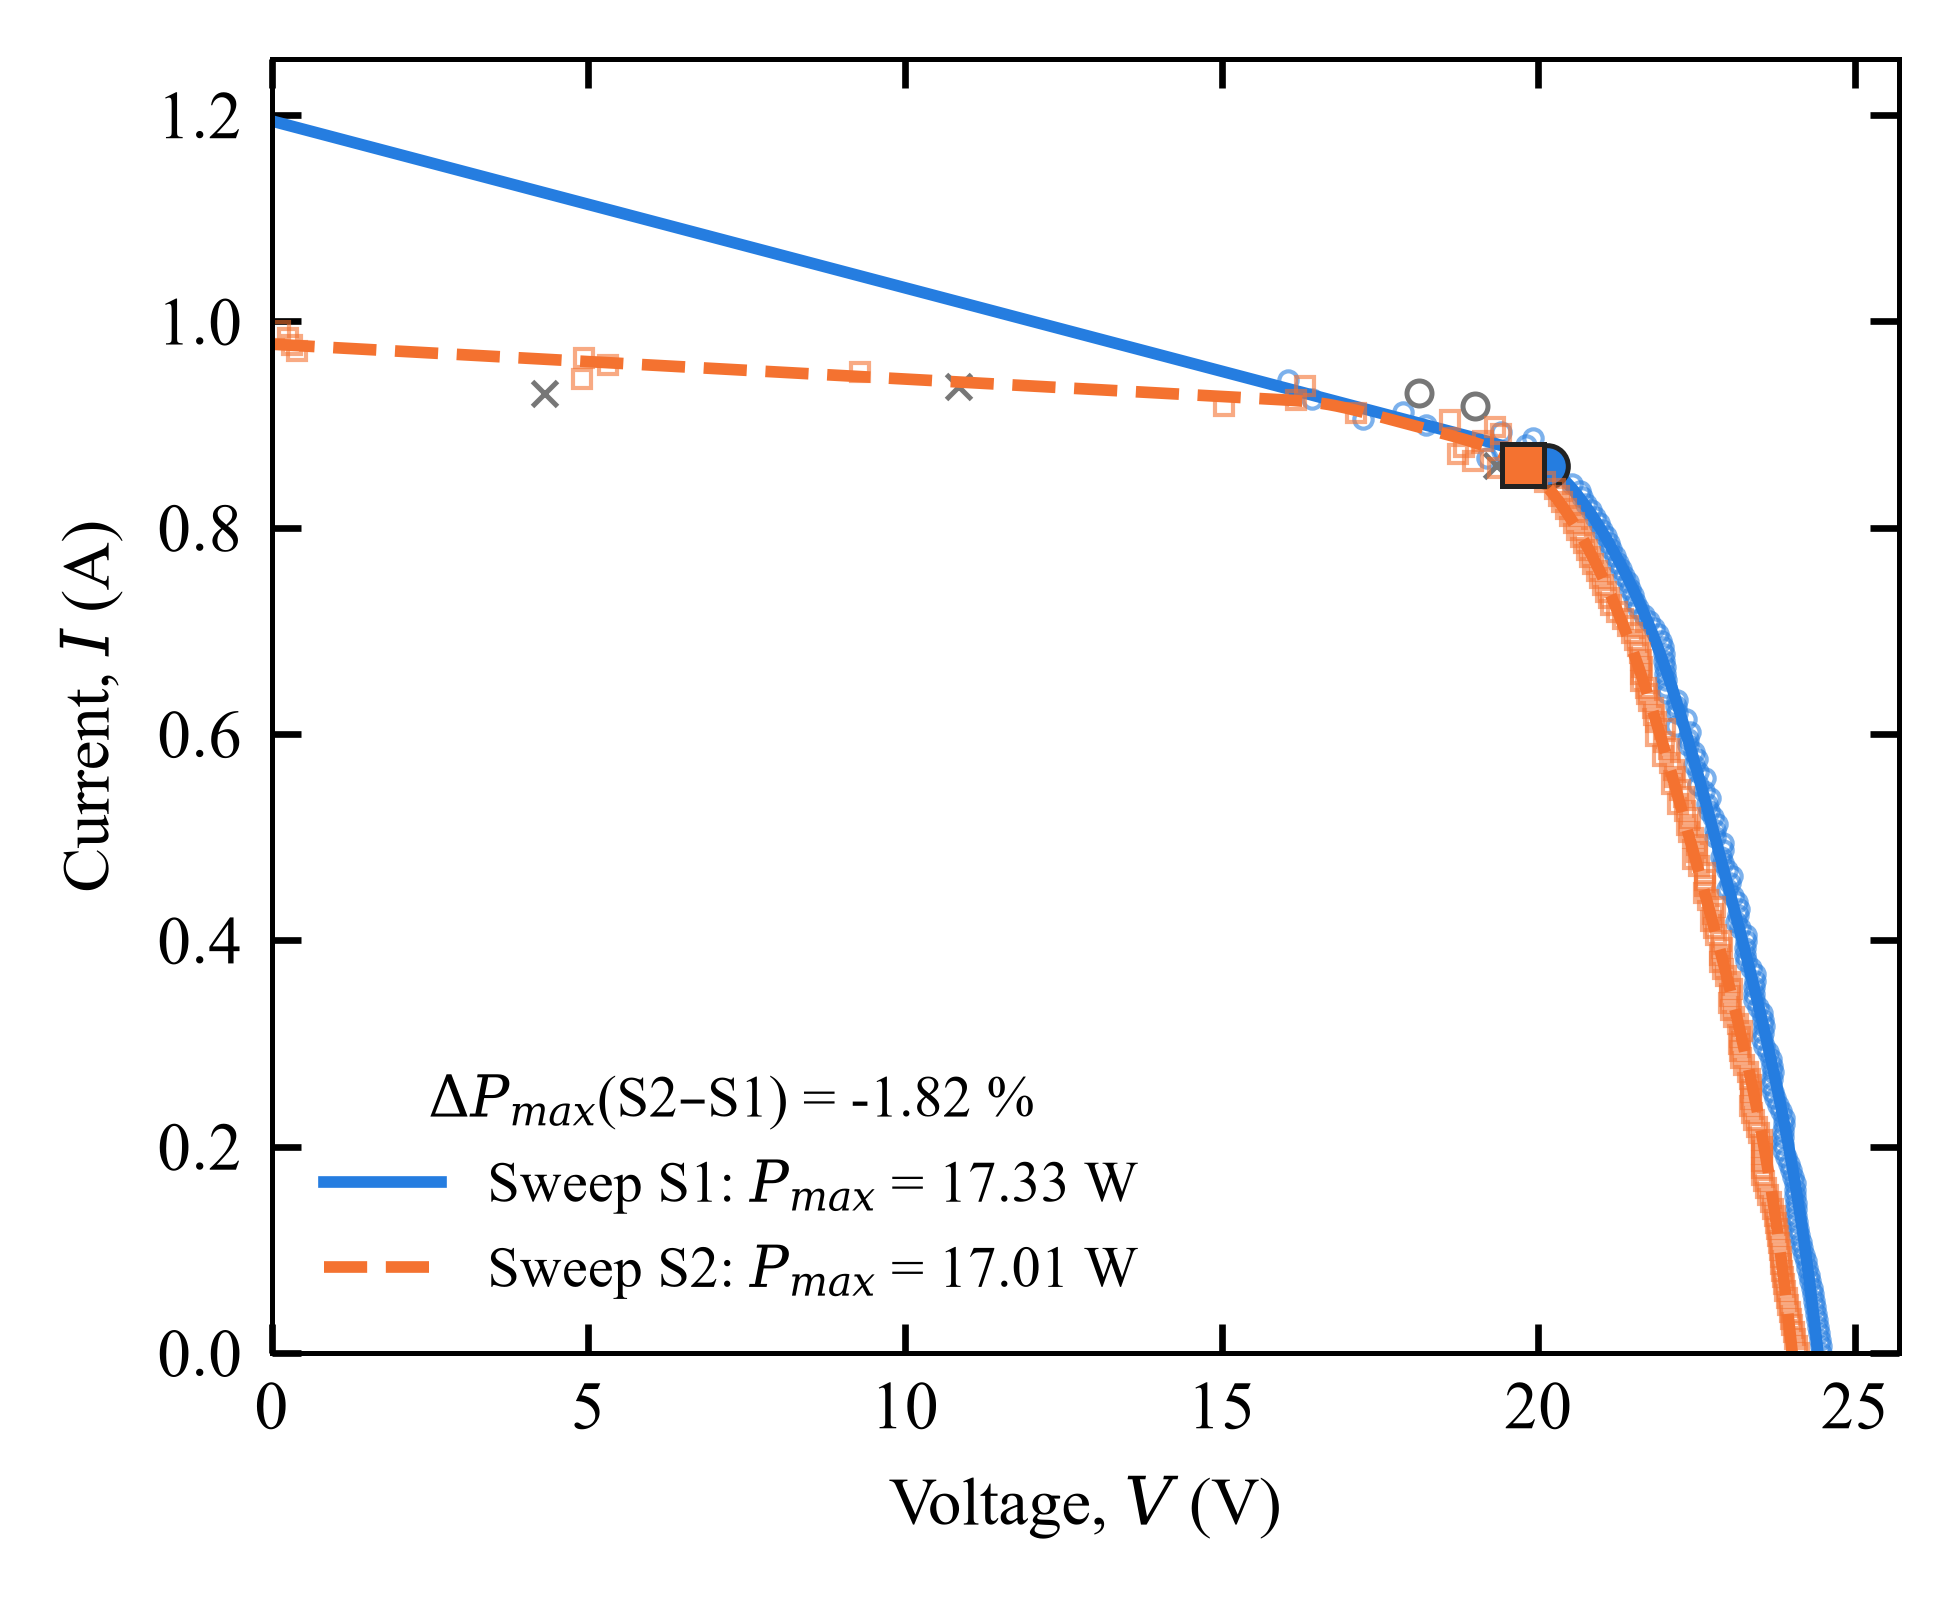 1.2
1.0
0.8
0.6
0.4
0.2
0.0
Current, I (A)
ΔPmax(S2−S1) = -1.82 %
Sweep S1: Pmax = 17.33 W
Sweep S2: Pmax = 17.01 W
0 5 10 15 20 25
Voltage, V (V)